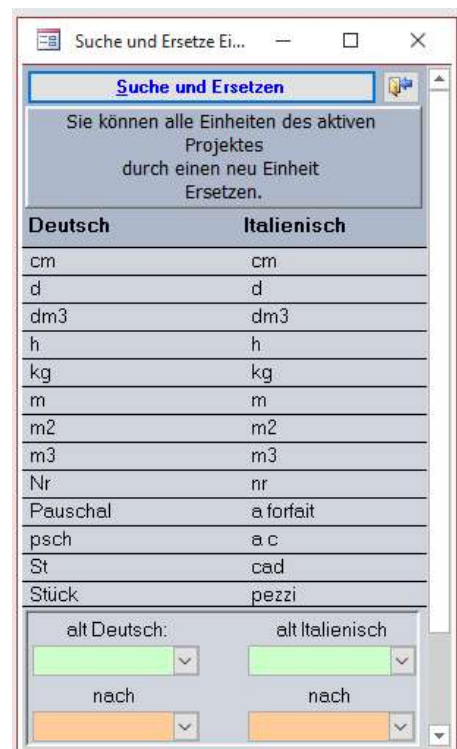 Suche und Ersetze Ei...
Suche und Ersetzen
Sie können alle Einheiten des aktiven
Projektes
durch einen neu Einheit
Ersetzen.
Deutsch Italienisch
cm cm
d d
dm3 dm3
h h
kg kg
m m
m2 m2
m3 m3
Nr nr
Pauschal a forfait
psch a c
St cad
Stück pezzi
alt Deutsch: alt Italienisch
nach nach